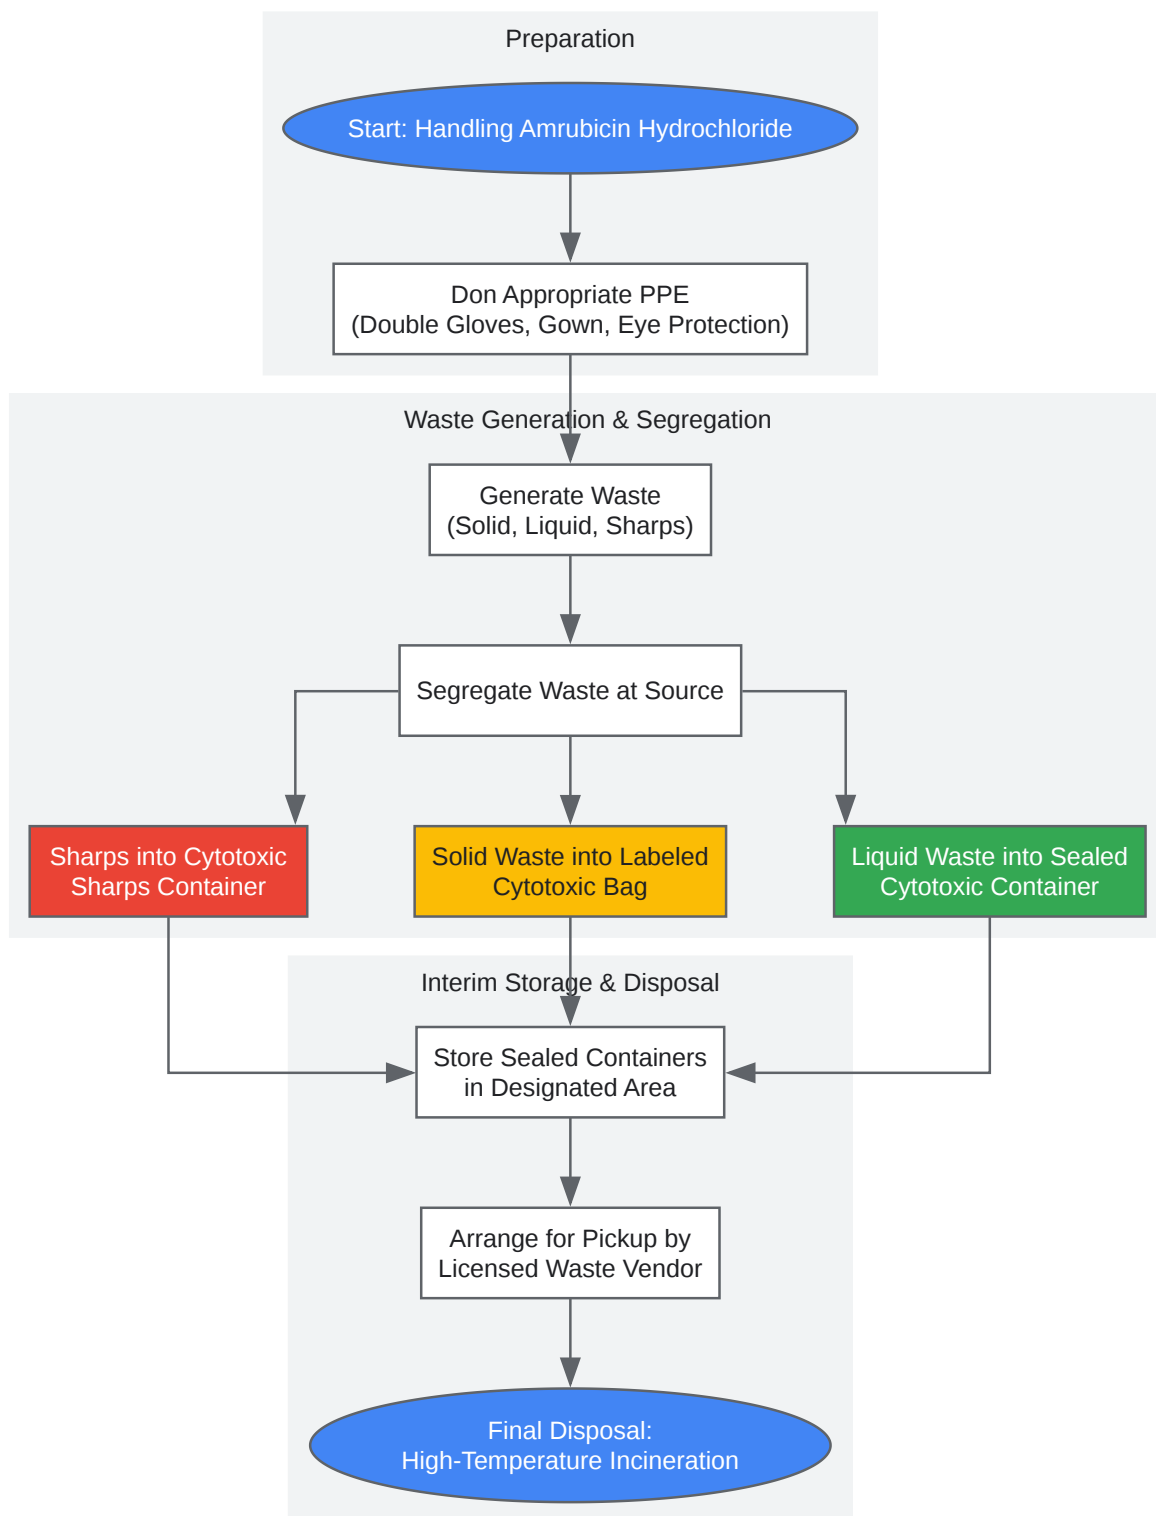 Preparation
Start: Handling Amrubicin Hydrochloride
Don Appropriate PPE
(Double Gloves, Gown, Eye Protection)
Waste Generation & Segregation
Generate Waste
(Solid, Liquid, Sharps)
Segregate Waste at Source
Sharps into Cytotoxic
Sharps Container
Solid Waste into Labeled
Cytotoxic Bag
Liquid Waste into Sealed
Cytotoxic Container
Interim Storage & Disposal
Store Sealed Containers
in Designated Area
Arrange for Pickup by
Licensed Waste Vendor
Final Disposal:
High-Temperature Incineration